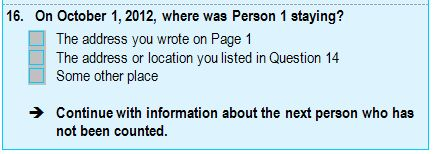 16. On October 1, 2012, where was Person 1 staying?
The address you wrote on Page 1
The address or location you listed in Question 14
Some other place
➔ Continue with information about the next person who has
not been counted.